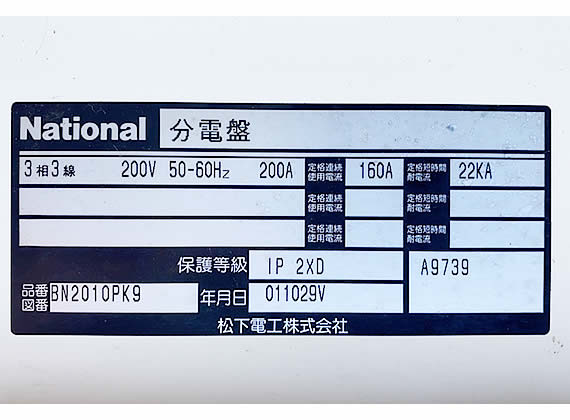 National 分電盤
3相3線 200V 50-60Hz 200A 定格連続使用電流 160A 定格短時間耐電流 22KA
定格連続使用電流 定格短時間耐電流
定格連続使用電流 定格短時間耐電流
保護等級 IP 2XD A9739
品番図番 BN2010PK9 年月日 011029V
松下電工株式会社